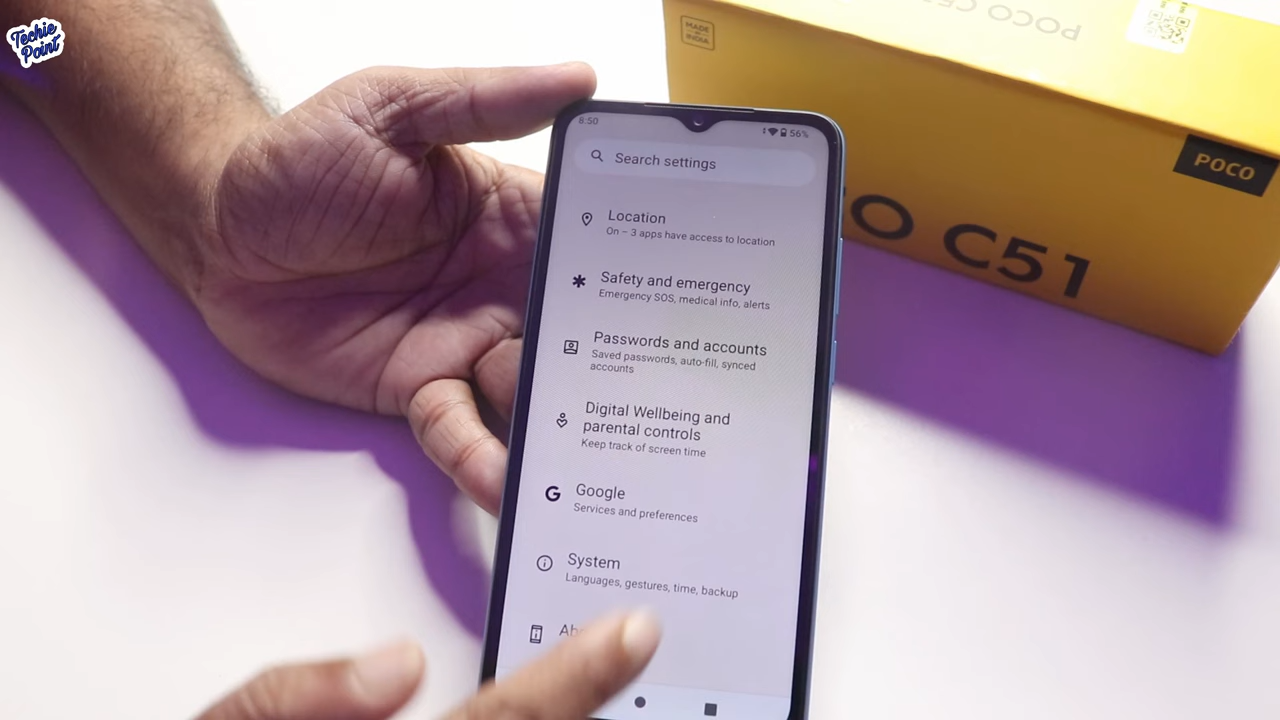 Techie
Point
MADE
IN
INDIA
POCO
POCO
O C51
8:50
56%
Search settings
Location
On – 3 apps have access to location
Safety and emergency
Emergency SOS, medical info, alerts
Passwords and accounts
Saved passwords, auto-fill, synced
accounts
Digital Wellbeing and
parental controls
Keep track of screen time
Google
Services and preferences
System
Languages, gestures, time, backup